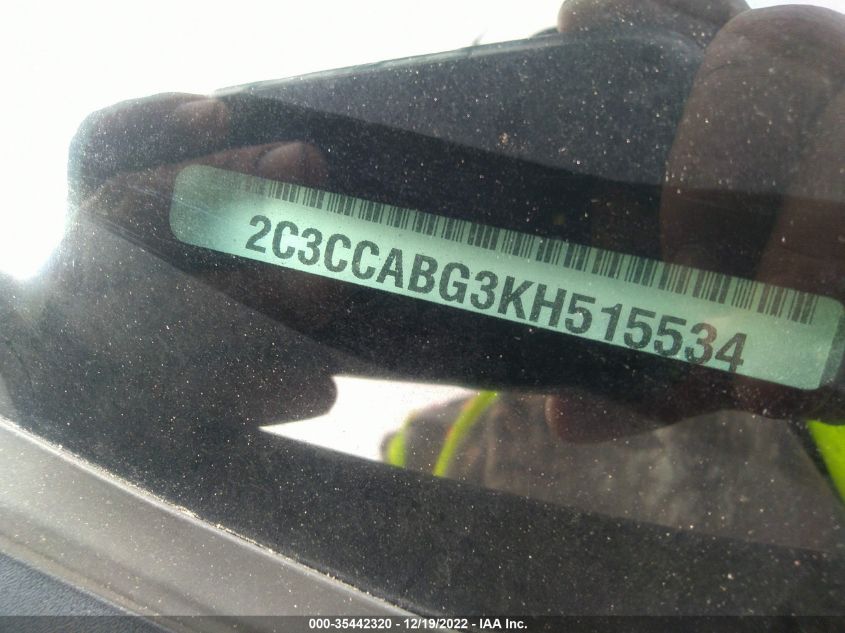 2C3CCABG3KH515534
000-35442320 - 12/19/2022 - IAA Inc.